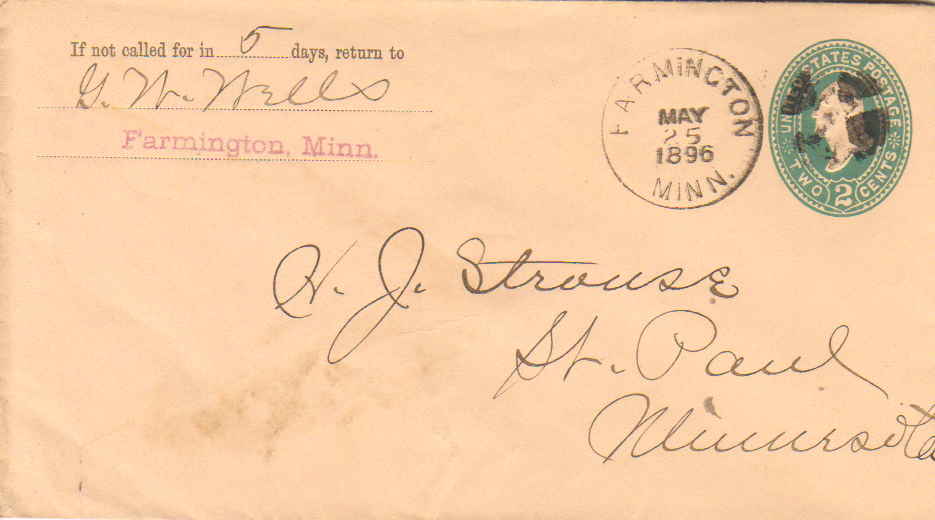 If not called for in 5 days, return to
G. W. Wells
Farmington, Minn.
FARMINGTON
MAY
25
1896
MINN.
UNITED STATES POSTAGE
TWO 2 CENTS
H. J. Strouse
St. Paul
Minnesota